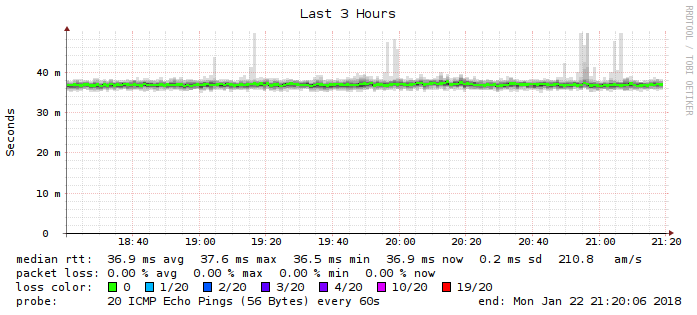 Last 3 Hours
RRDTOOL / TOBI OETIKER
Seconds
40 m
30 m
20 m
10 m
0
18:40 19:00 19:20 19:40 20:00 20:20 20:40 21:00 21:20
median rtt: 36.9 ms avg 37.6 ms max 36.5 ms min 36.9 ms now 0.2 ms sd 210.8 am/s
packet loss: 0.00 % avg 0.00 % max 0.00 % min 0.00 % now
loss color: 0 1/20 2/20 3/20 4/20 10/20 19/20
probe: 20 ICMP Echo Pings (56 Bytes) every 60s end: Mon Jan 22 21:20:06 2018